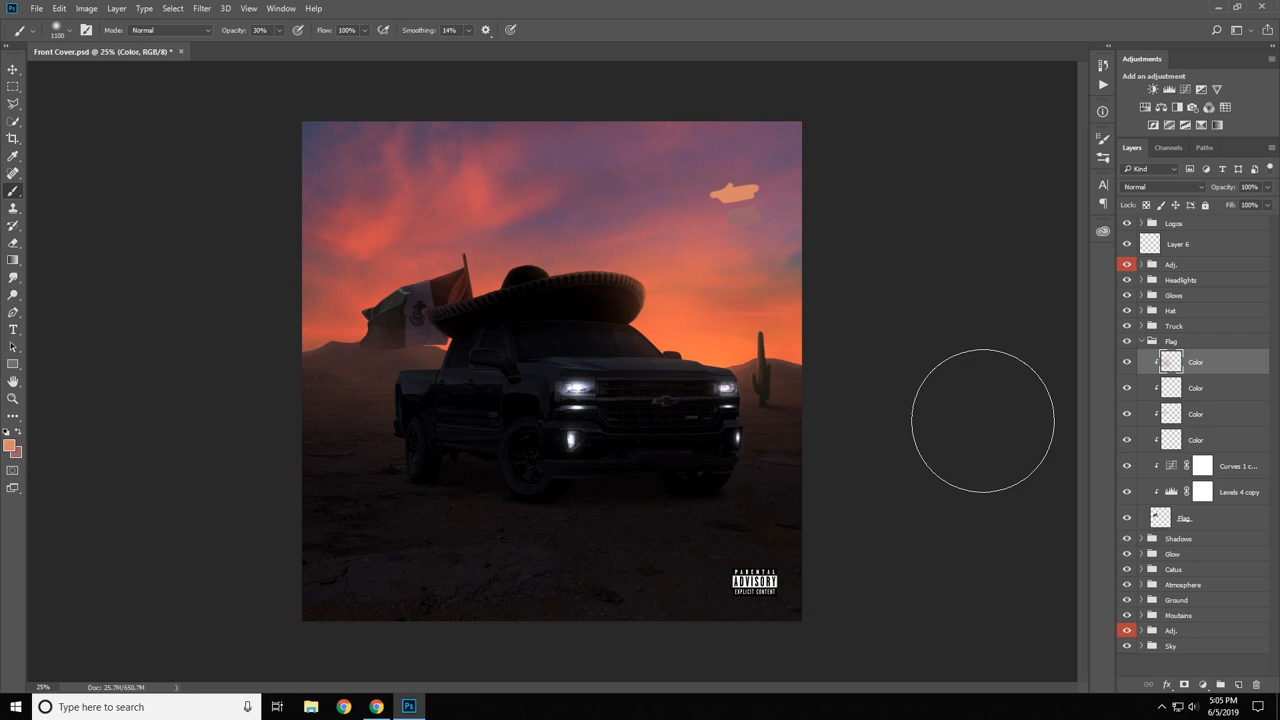 File Edit Image Layer Type Select Filter 3D View Window Help
1100 Mode: Normal Opacity: 30% Flow: 100% Smoothing: 14%
Front Cover.psd @ 25% (Color, RGB/8) * ×
Adjustments
Add an adjustment
Layers Channels Paths
Kind
Normal Opacity: 100%
Lock: Fill: 100%
Logos
Layer 6
Adj.
Headlights
Glows
Hat
Truck
Flag
Color
Color
Color
Color
Curves 1 c...
Levels 4 copy
Flag
Shadows
Glow
Catus
Atmosphere
Ground
Moutains
Adj.
Sky
PARENTAL
ADVISORY
EXPLICIT CONTENT
25% Doc: 25.7M/650.7M
Type here to search
5:05 PM
6/5/2019